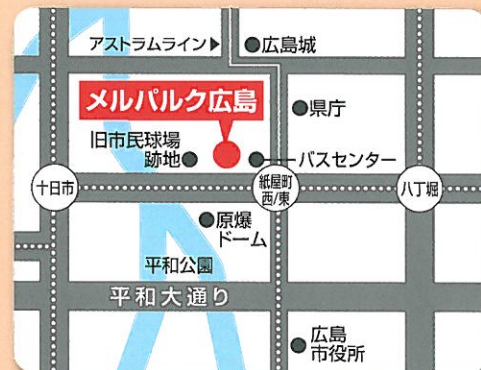 アストラムライン▶
広島城
メルパルク広島
県庁
旧市民球場
跡地
バスセンター
十日市
紙屋町
西/東
八丁堀
原爆
ドーム
平和公園
平和大通り
広島
市役所